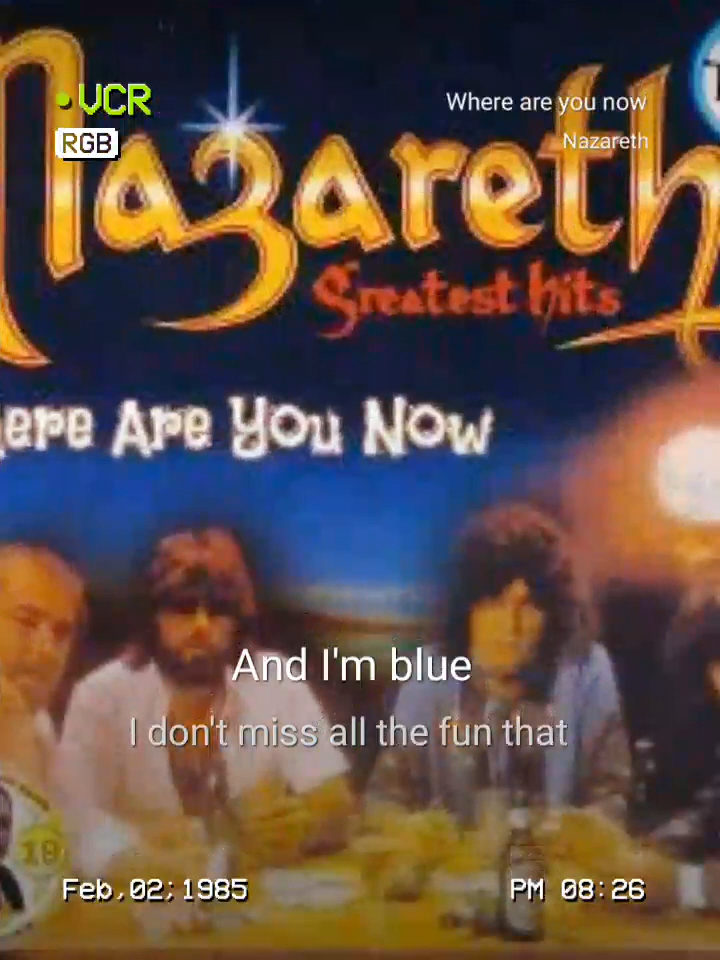 VCR
RGB
Where are you now
Nazareth
Nazareth
Greatest hits
ere Are You Now
And I'm blue
I don't miss all the fun that
18
Feb,02;1985
PM 08:26